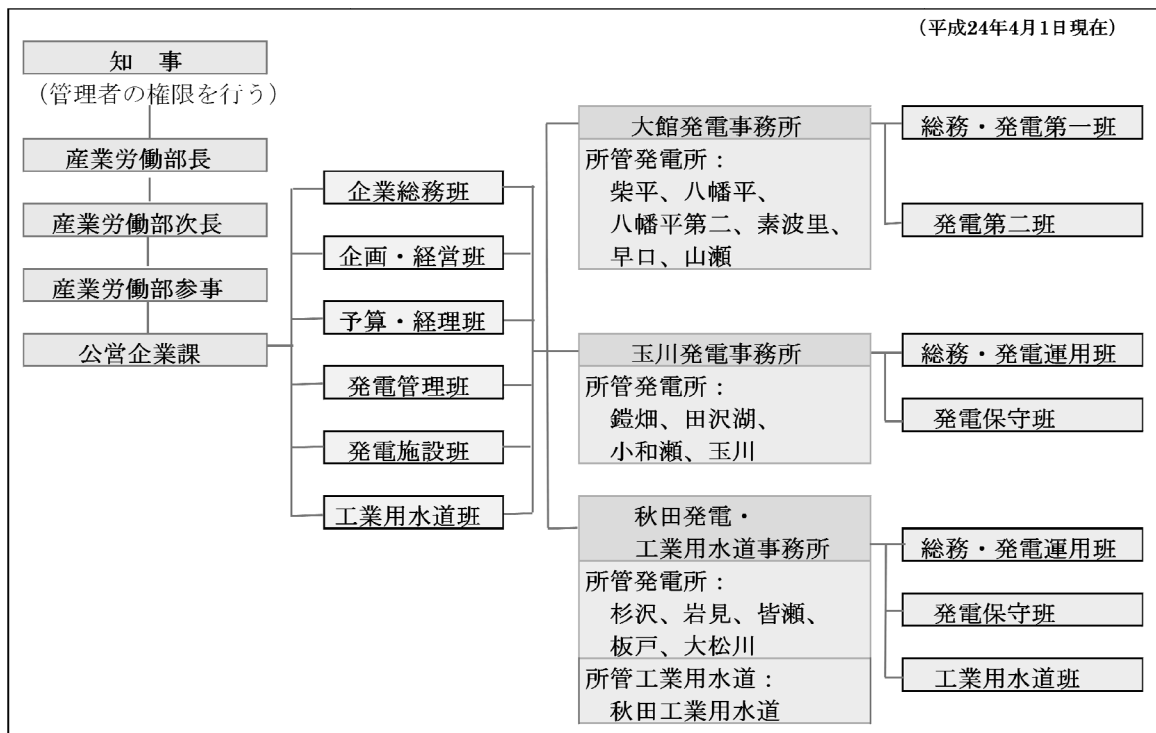 （平成24年4月1日現在）
知　事
（管理者の権限を行う）
産業労働部長
産業労働部次長
産業労働部参事
公営企業課
企業総務班
企画・経営班
予算・経理班
発電管理班
発電施設班
工業用水道班
大館発電事務所
所管発電所：
柴平、八幡平、
八幡平第二、素波里、
早口、山瀬
総務・発電第一班
発電第二班
玉川発電事務所
所管発電所：
鎧畑、田沢湖、
小和瀬、玉川
総務・発電運用班
発電保守班
秋田発電・
工業用水道事務所
所管発電所：
杉沢、岩見、皆瀬、
板戸、大松川
所管工業用水道：
秋田工業用水道
総務・発電運用班
発電保守班
工業用水道班